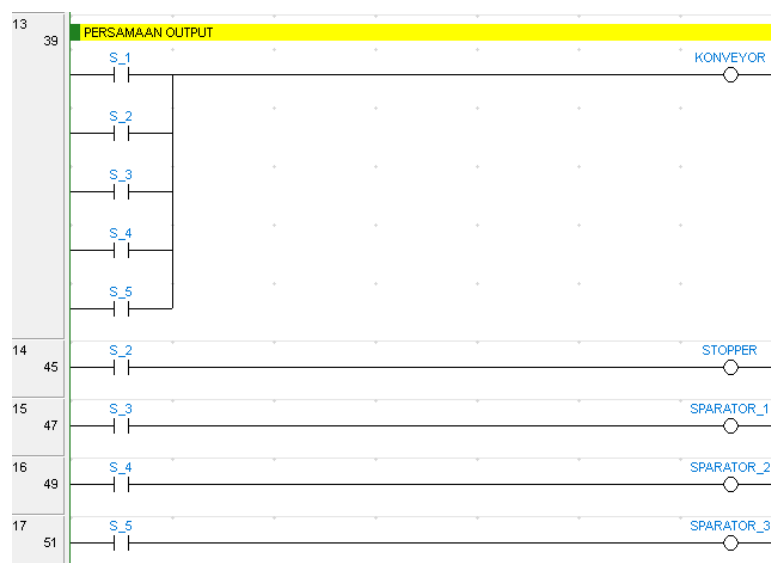 13
39
PERSAMAAN OUTPUT
S_1 KONVEYOR
S_2
S_3
S_4
S_5
14
45
S_2 STOPPER
15
47
S_3 SPARATOR_1
16
49
S_4 SPARATOR_2
17
51
S_5 SPARATOR_3